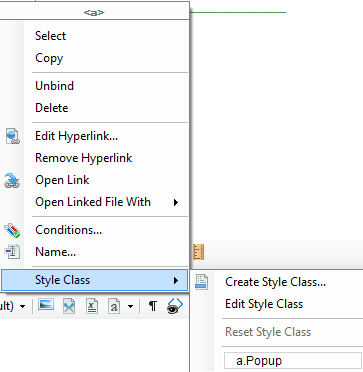 <a>
Select
Copy
Unbind
Delete
Edit Hyperlink...
Remove Hyperlink
Open Link
Open Linked File With
Conditions...
Name...
Style Class
Create Style Class...
Edit Style Class
Reset Style Class
a.Popup
ult)